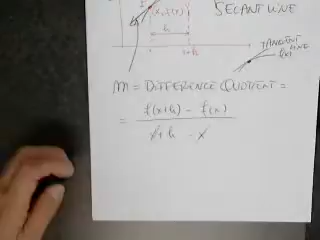 (x, f(x))
SECANT LINE
h
x+h
TANGENT
LINE
f(x)
m = DIFFERENCE QUOTIENT =
= f(x+h) - f(x)
x + h - x